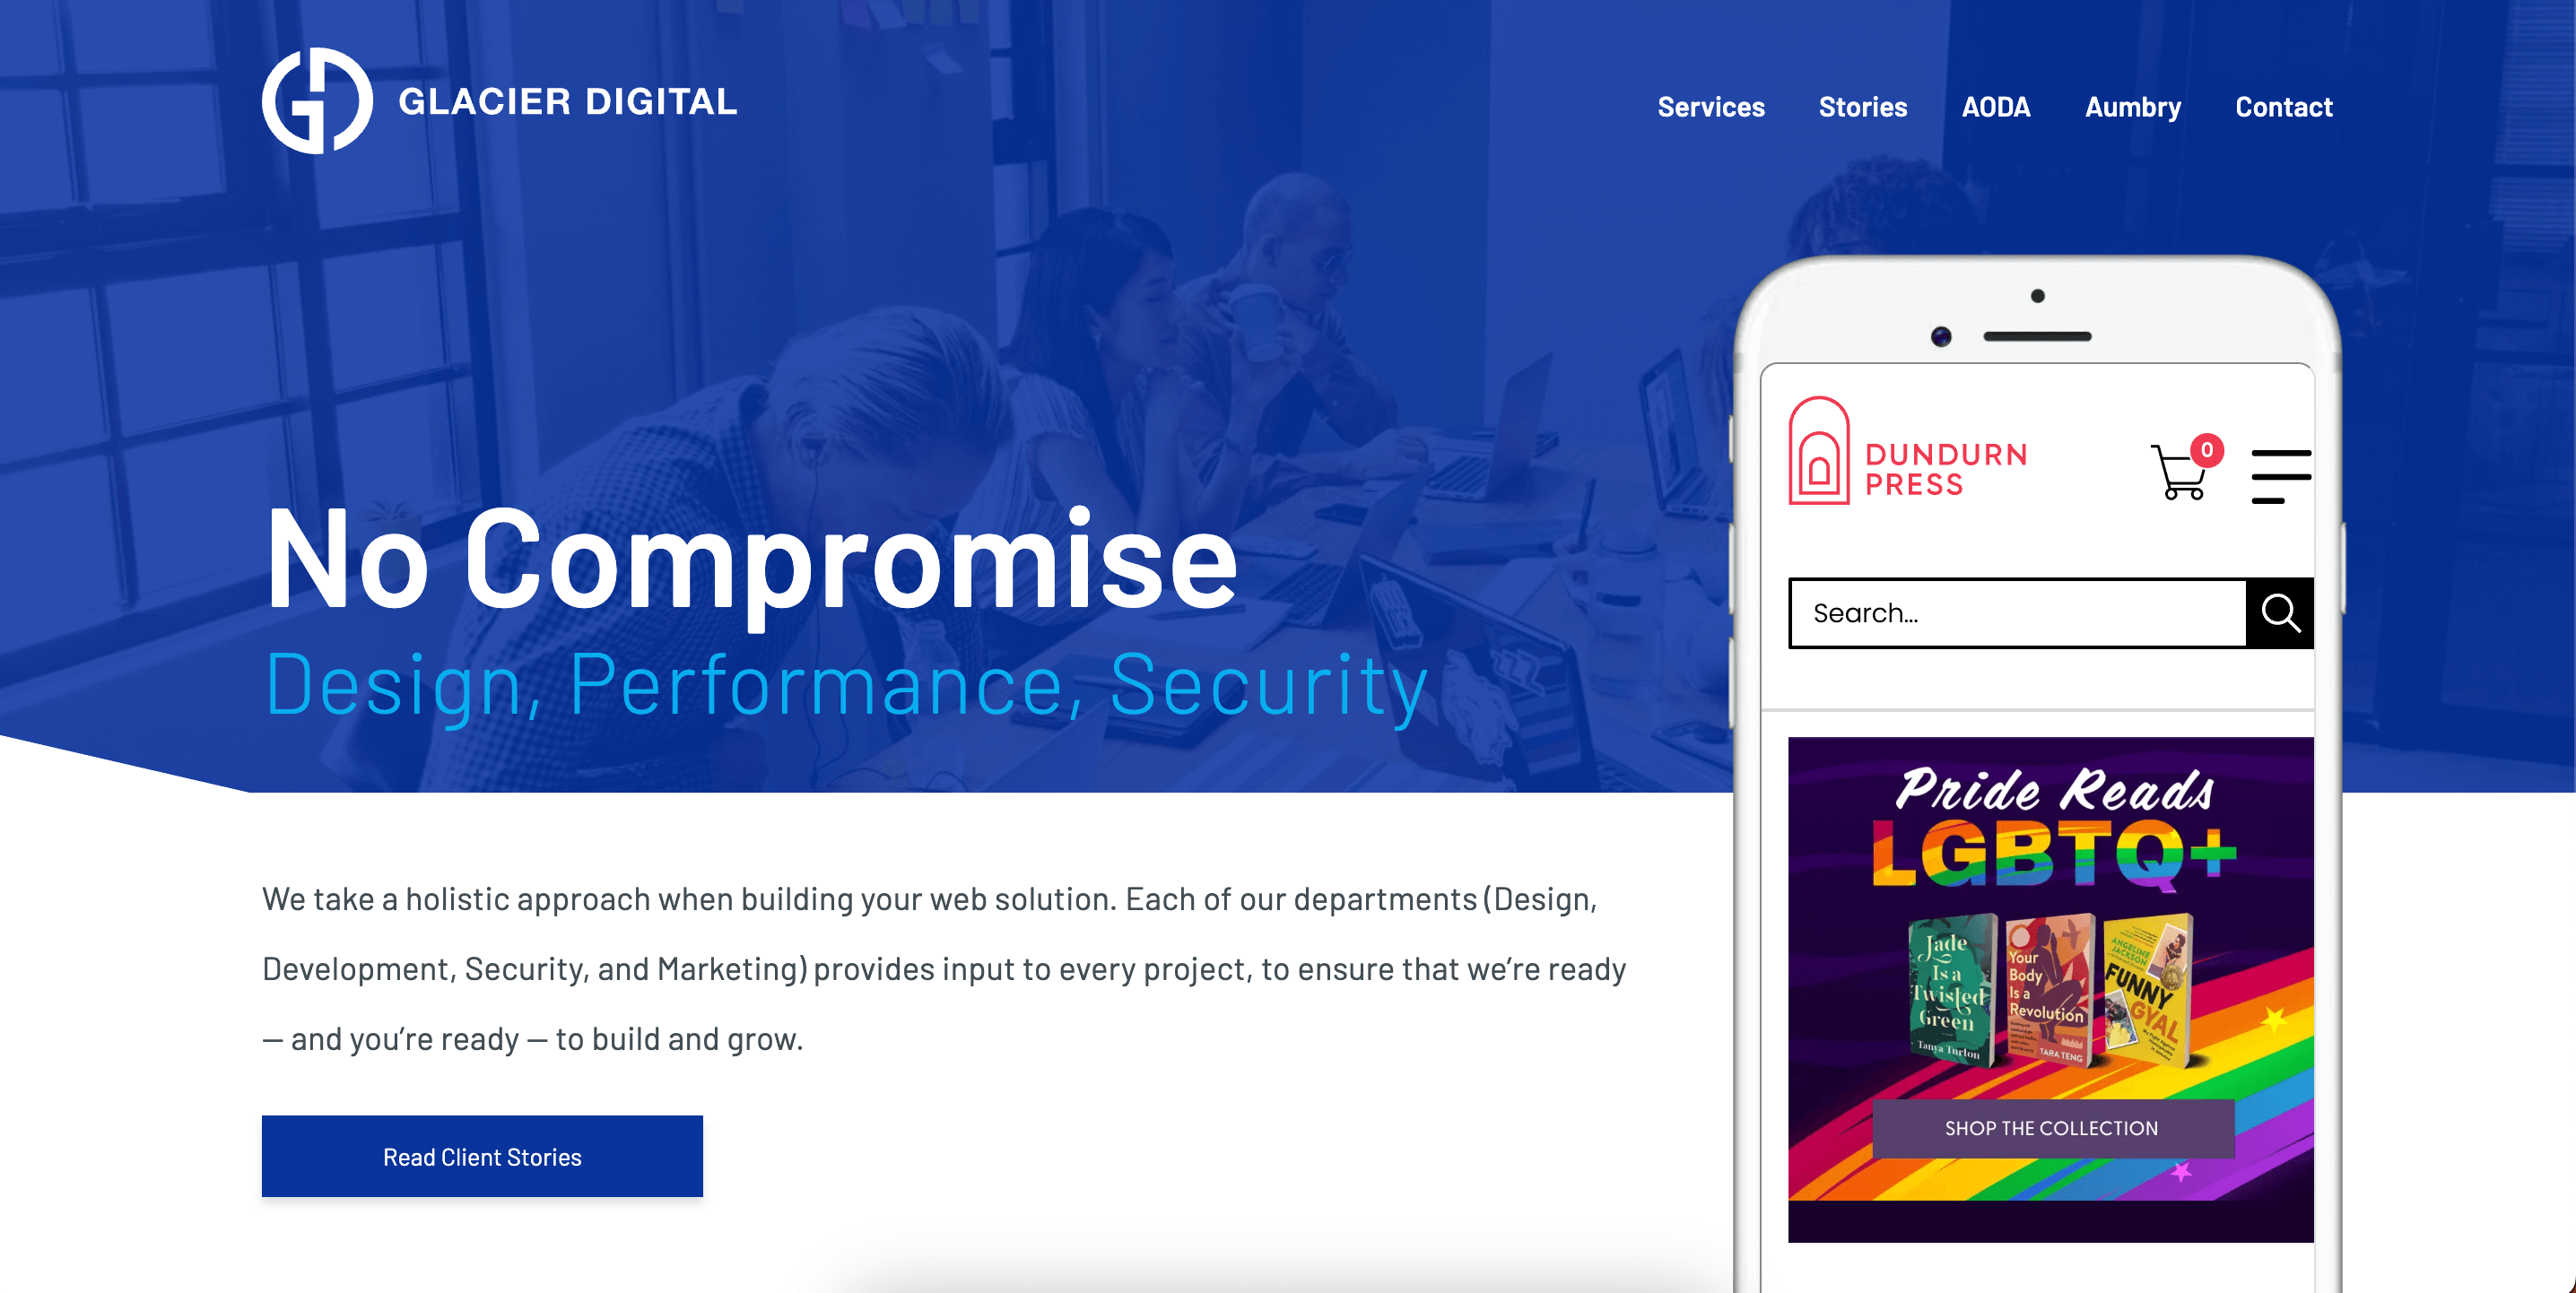 GLACIER DIGITAL
Services
Stories
AODA
Aumbry
Contact
No Compromise
Design, Performance, Security
We take a holistic approach when building your web solution. Each of our departments (Design,
Development, Security, and Marketing) provides input to every project, to ensure that we’re ready
— and you’re ready — to build and grow.
Read Client Stories
DUNDURN
PRESS
0
Search...
Pride Reads
LGBTQ+
Jade
Is a
Twisted
Green
Tanya Turton
Your
Body
Is a
Revolution
TARA TENG
ANGELINE
JACKSON
FUNNY
GYAL
SHOP THE COLLECTION